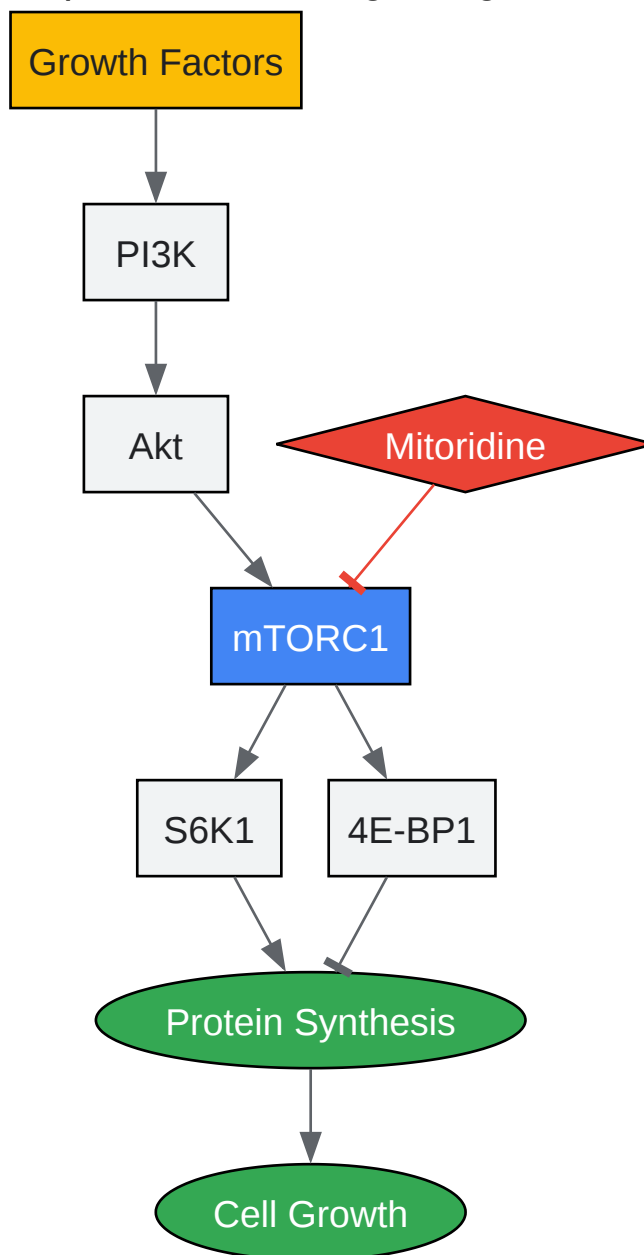 Growth Factors
PI3K
Akt
Mitoridine
mTORC1
S6K1
4E-BP1
Protein Synthesis
Cell Growth